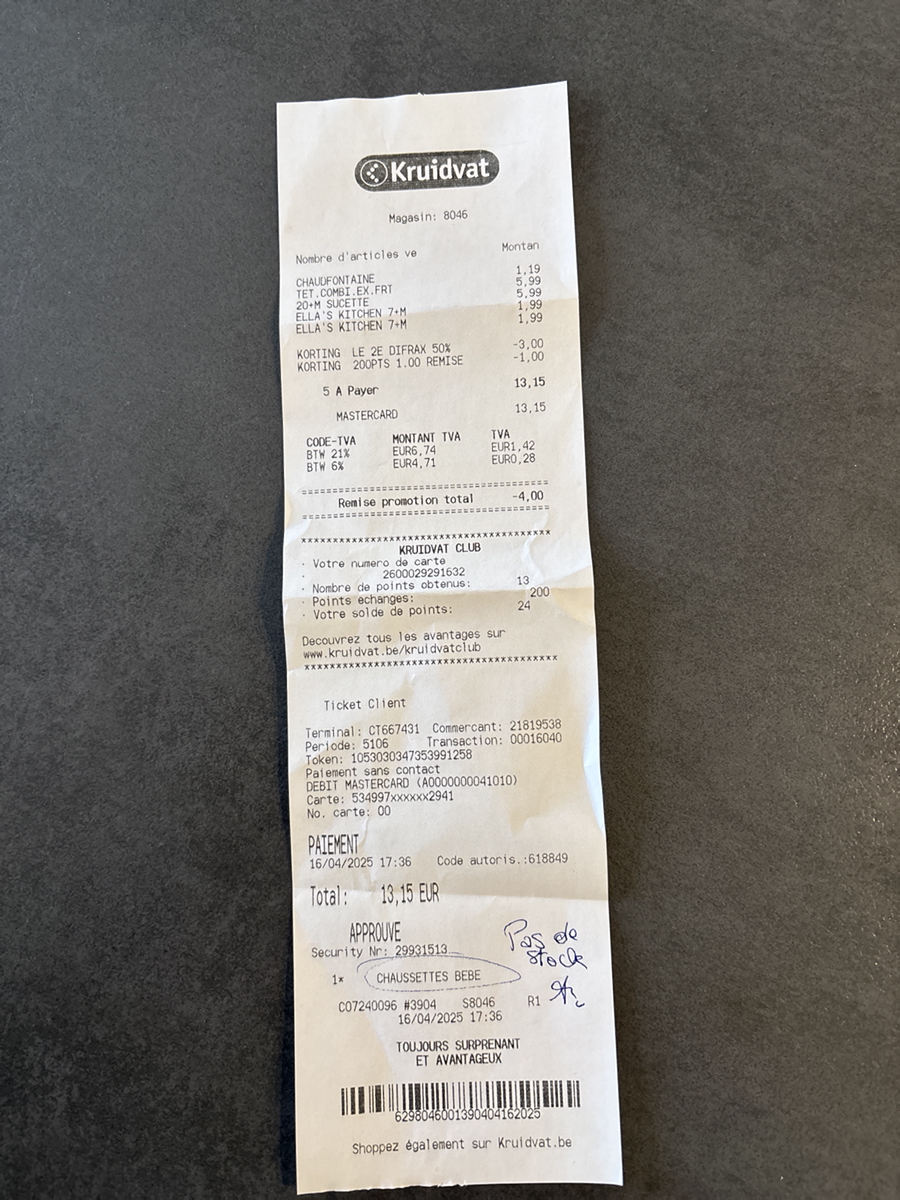 Kruidvat
Magasin: 8046
Nombre d'articles ve Montan
CHAUDFONTAINE 1,19
TET.COMBI.EX.FRT 5,99
20+M SUCETTE 5,99
ELLA'S KITCHEN 7+M 1,99
ELLA'S KITCHEN 7+M 1,99
KORTING LE 2E DIFRAX 50% -3,00
KORTING 200PTS 1.00 REMISE -1,00
5 A Payer 13,15
MASTERCARD 13,15
CODE-TVA MONTANT TVA TVA
BTW 21% EUR6,74 EUR1,42
BTW 6% EUR4,71 EUR0,28
==========================================
Remise promotion total -4,00
==========================================
******************************************
KRUIDVAT CLUB
· Votre numero de carte
· 2600029291632
· Nombre de points obtenus: 13
· Points echanges: 200
· Votre solde de points: 24
Decouvrez tous les avantages sur
www.kruidvat.be/kruidvatclub
******************************************
Ticket Client
Terminal: CT667431 Commercant: 21819538
Periode: 5106 Transaction: 00016040
Token: 1053030347353991258
Paiement sans contact
DEBIT MASTERCARD (A0000000041010)
Carte: 534997xxxxxx2941
No. carte: 00
PAIEMENT
16/04/2025 17:36 Code autoris.:618849
Total: 13,15 EUR
APPROUVE
Security Nr: 29931513
Pas de
stock
1* CHAUSSETTES BEBE
C07240096 #3904 S8046 R1
16/04/2025 17:36
TOUJOURS SURPRENANT
ET AVANTAGEUX
6298046001390404162025
Shoppez également sur Kruidvat.be